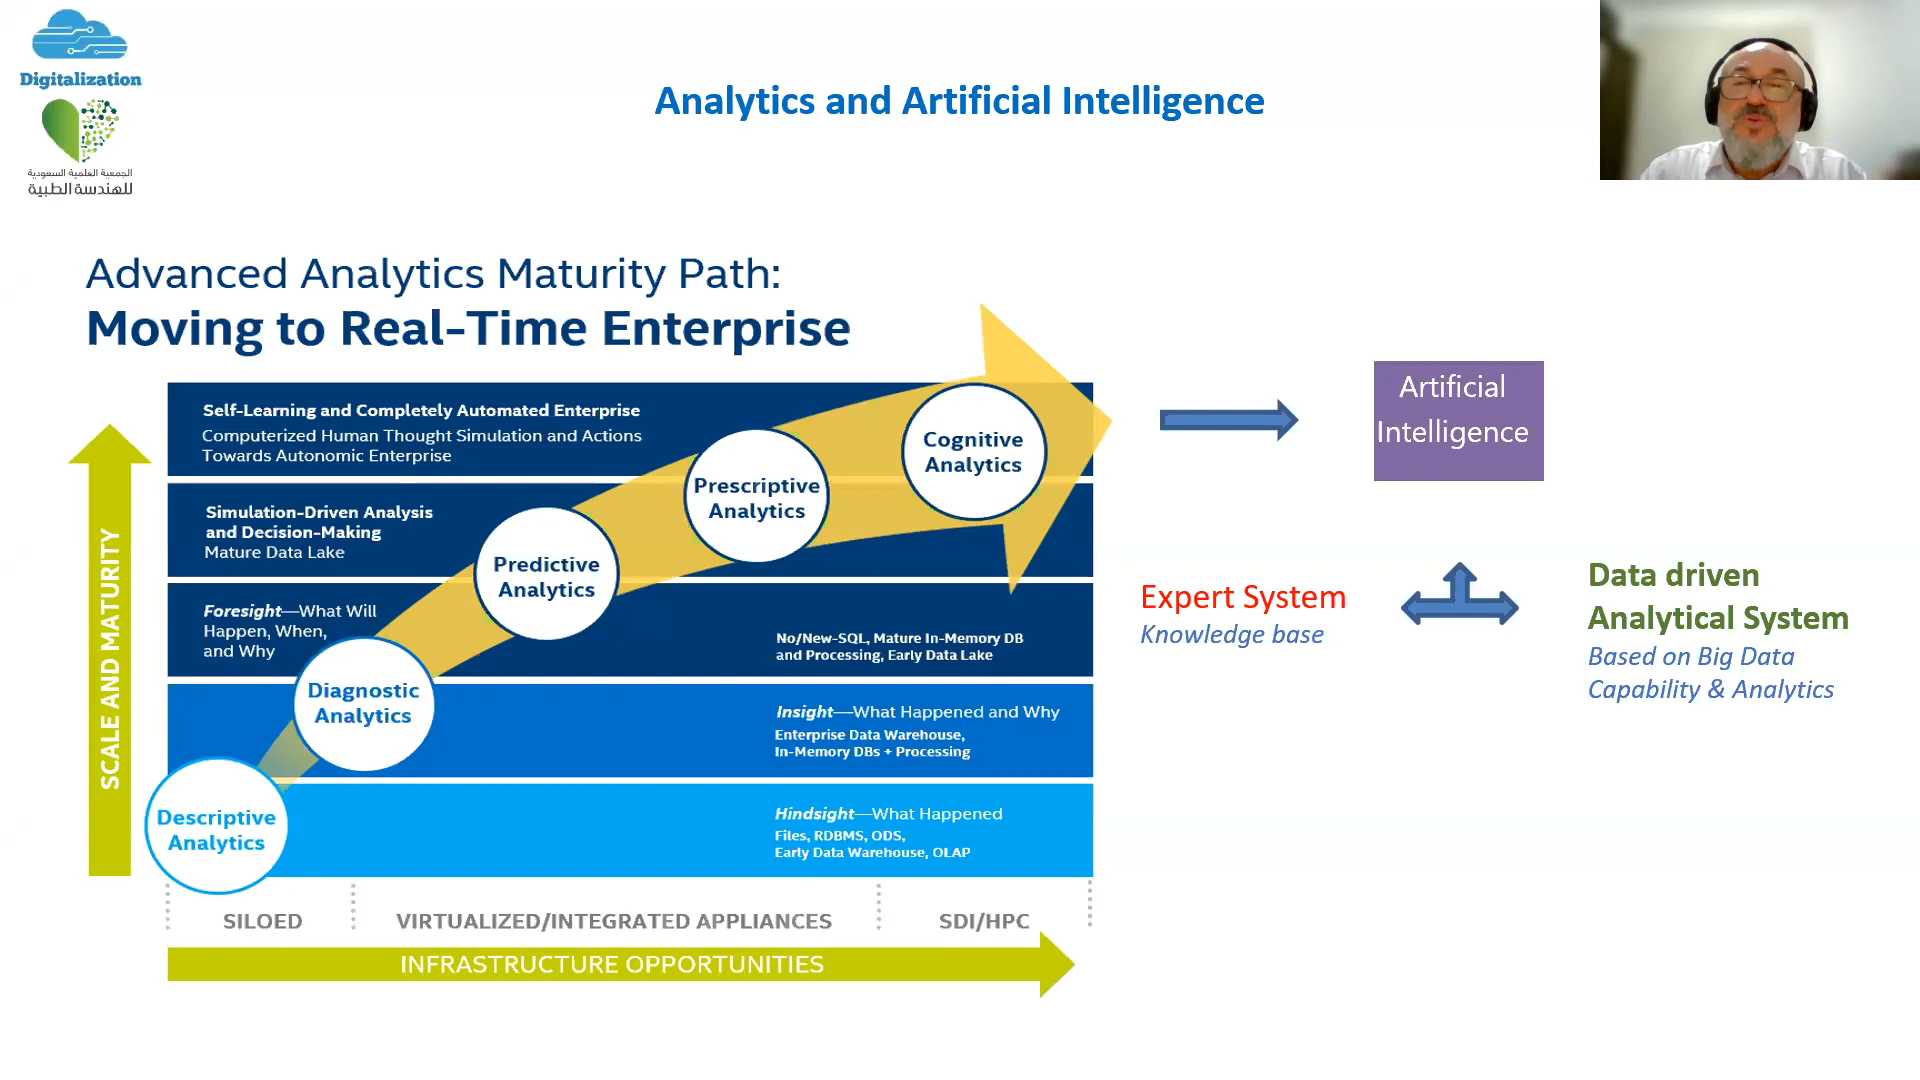 Digitalization
الجمعية العلمية السعودية
للهندسة الطبية
Analytics and Artificial Intelligence
Advanced Analytics Maturity Path:
Moving to Real-Time Enterprise
SCALE AND MATURITY
Self-Learning and Completely Automated Enterprise
Computerized Human Thought Simulation and Actions
Towards Autonomic Enterprise
Cognitive
Analytics
Prescriptive
Analytics
Simulation-Driven Analysis
and Decision-Making
Mature Data Lake
Predictive
Analytics
Foresight—What Will
Happen, When,
and Why
No/New-SQL, Mature In-Memory DB
and Processing, Early Data Lake
Diagnostic
Analytics
Insight—What Happened and Why
Enterprise Data Warehouse,
In-Memory DBs + Processing
Descriptive
Analytics
Hindsight—What Happened
Files, RDBMS, ODS,
Early Data Warehouse, OLAP
SILOED
VIRTUALIZED/INTEGRATED APPLIANCES
SDI/HPC
INFRASTRUCTURE OPPORTUNITIES
Artificial
Intelligence
Expert System
Knowledge base
Data driven
Analytical System
Based on Big Data
Capability & Analytics